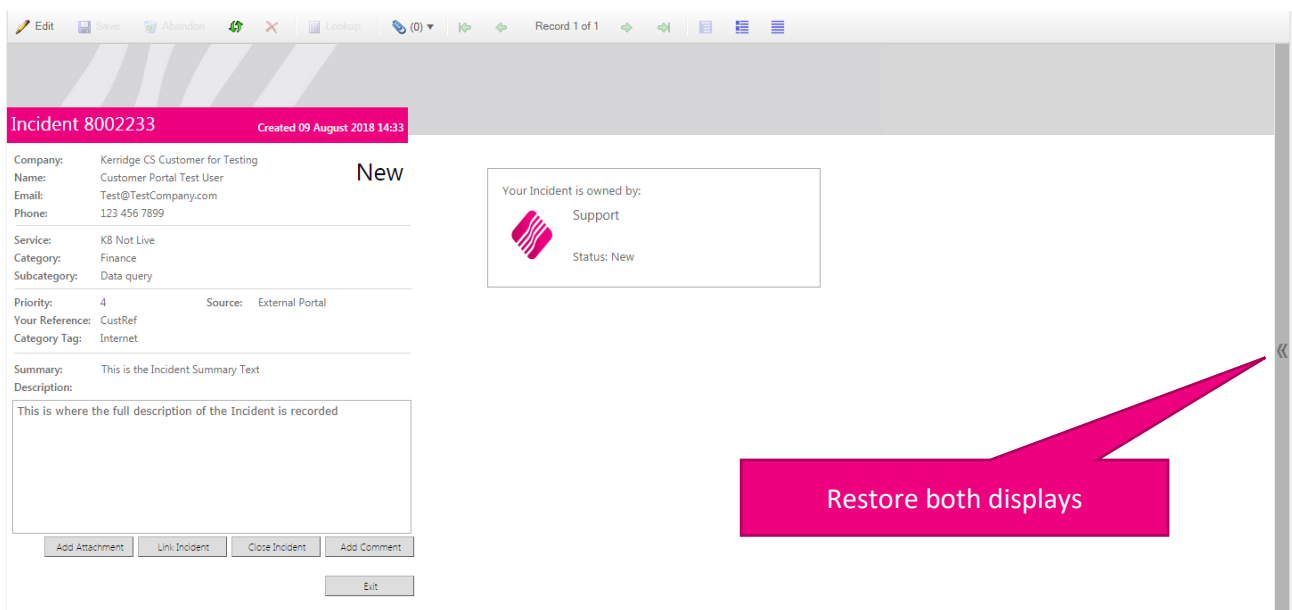 Edit Save Abandon Lookup (0) Record 1 of 1
Incident 8002233 Created 09 August 2018 14:33
Company: Kerridge CS Customer for Testing
Name: Customer Portal Test User
New
Email: Test@TestCompany.com
Phone: 123 456 7899
Service: K8 Not Live
Category: Finance
Subcategory: Data query
Priority: 4 Source: External Portal
Your Reference: CustRef
Category Tag: Internet
Summary: This is the Incident Summary Text
Description:
This is where the full description of the Incident is recorded
Add Attachment Link Incident Close Incident Add Comment
Exit
Your Incident is owned by:
Support
Status: New
Restore both displays